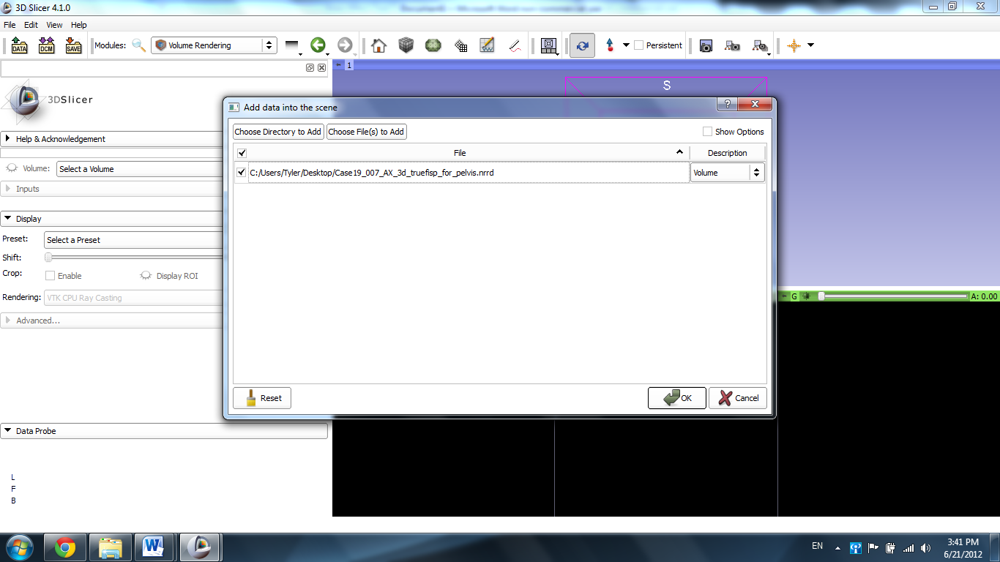 3D Slicer 4.1.0
File Edit View Help
DATA DCM SAVE Modules: Volume Rendering Persistent
1
S
3DSlicer
Add data into the scene
Choose Directory to Add Choose File(s) to Add Show Options
Help & Acknowledgement
File Description
Volume: Select a Volume
C:/Users/Tyler/Desktop/Case19_007_AX_3d_truefisp_for_pelvis.nrrd Volume
Inputs
Display
Preset: Select a Preset
Shift:
Crop: Enable Display ROI
Rendering: VTK CPU Ray Casting
G A: 0.00
Advanced...
Reset OK Cancel
Data Probe
L
F
B
EN 3:41 PM
6/21/2012